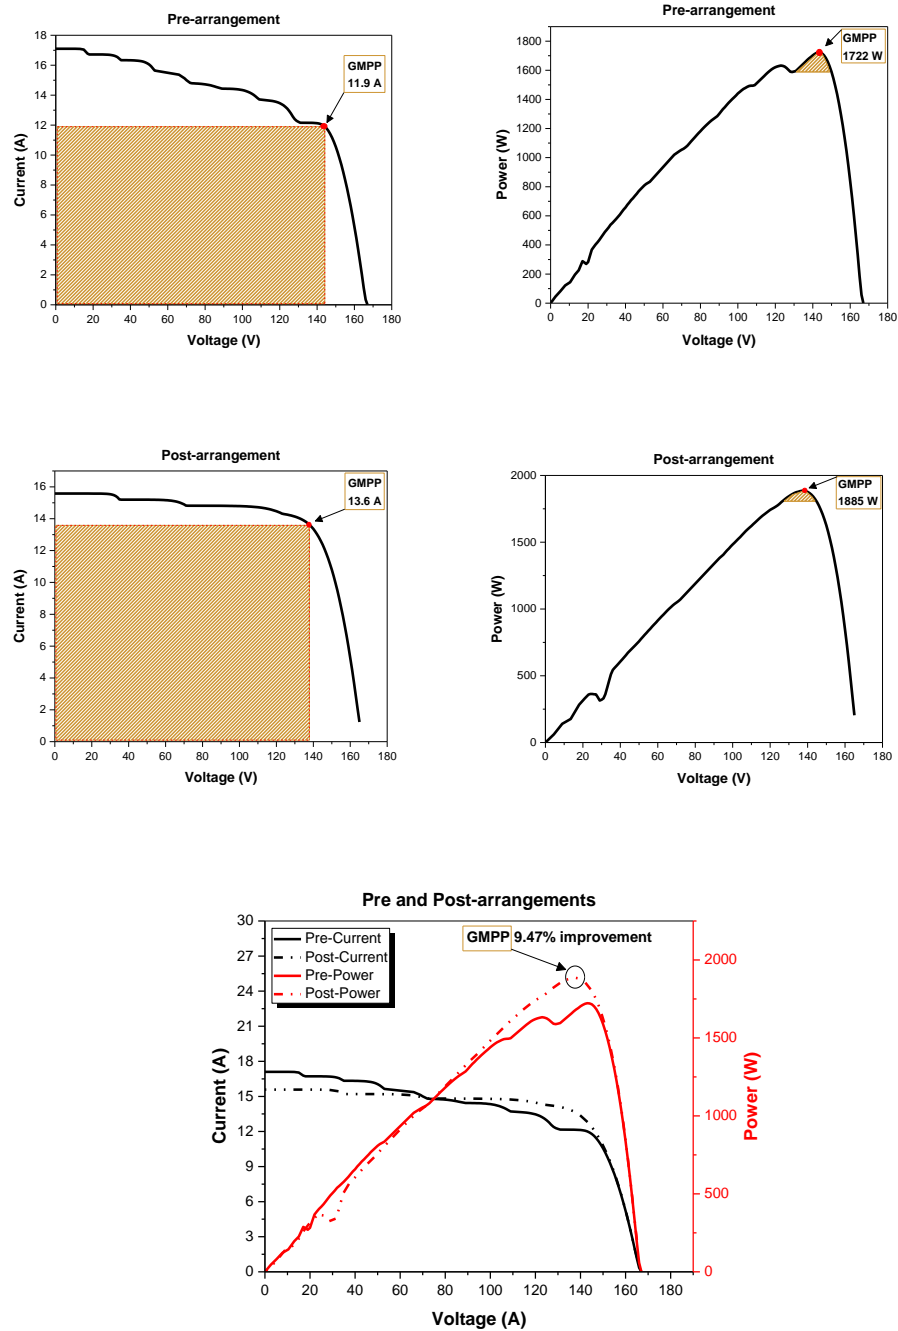 Pre-arrangement
18
16
14
12
10
8
6
4
2
0
0 20 40 60 80 100 120 140 160 180
Current (A)
Voltage (V)
GMPP
11.9 A
Pre-arrangement
1800
1600
1400
1200
1000
800
600
400
200
0
0 20 40 60 80 100 120 140 160 180
Power (W)
Voltage (V)
GMPP
1722 W
Post-arrangement
16
14
12
10
8
6
4
2
0
0 20 40 60 80 100 120 140 160 180
Current (A)
Voltage (V)
GMPP
13.6 A
Post-arrangement
2000
1500
1000
500
0
0 20 40 60 80 100 120 140 160 180
Power (W)
Voltage (V)
GMPP
1885 W
Pre and Post-arrangements
30
27
24
21
18
15
12
9
6
3
0
Current (A)
Pre-Current
Post-Current
Pre-Power
Post-Power
GMPP 9.47% improvement
2000
1500
1000
500
0
Power (W)
0 20 40 60 80 100 120 140 160 180
Voltage (A)